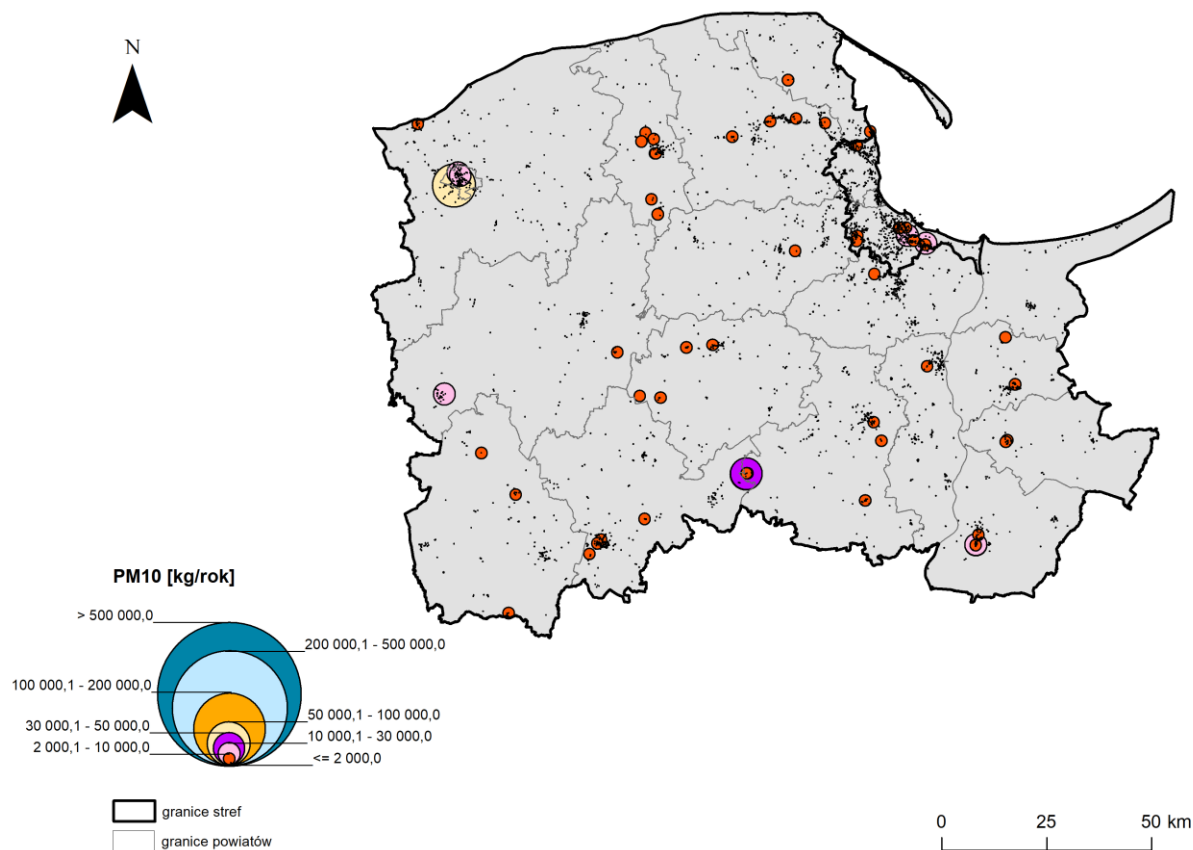 N
PM10 [kg/rok]
> 500 000,0
200 000,1 - 500 000,0
100 000,1 - 200 000,0
50 000,1 - 100 000,0
30 000,1 - 50 000,0
10 000,1 - 30 000,0
2 000,1 - 10 000,0
<= 2 000,0
granice stref
granice powiatów
0 25 50 km